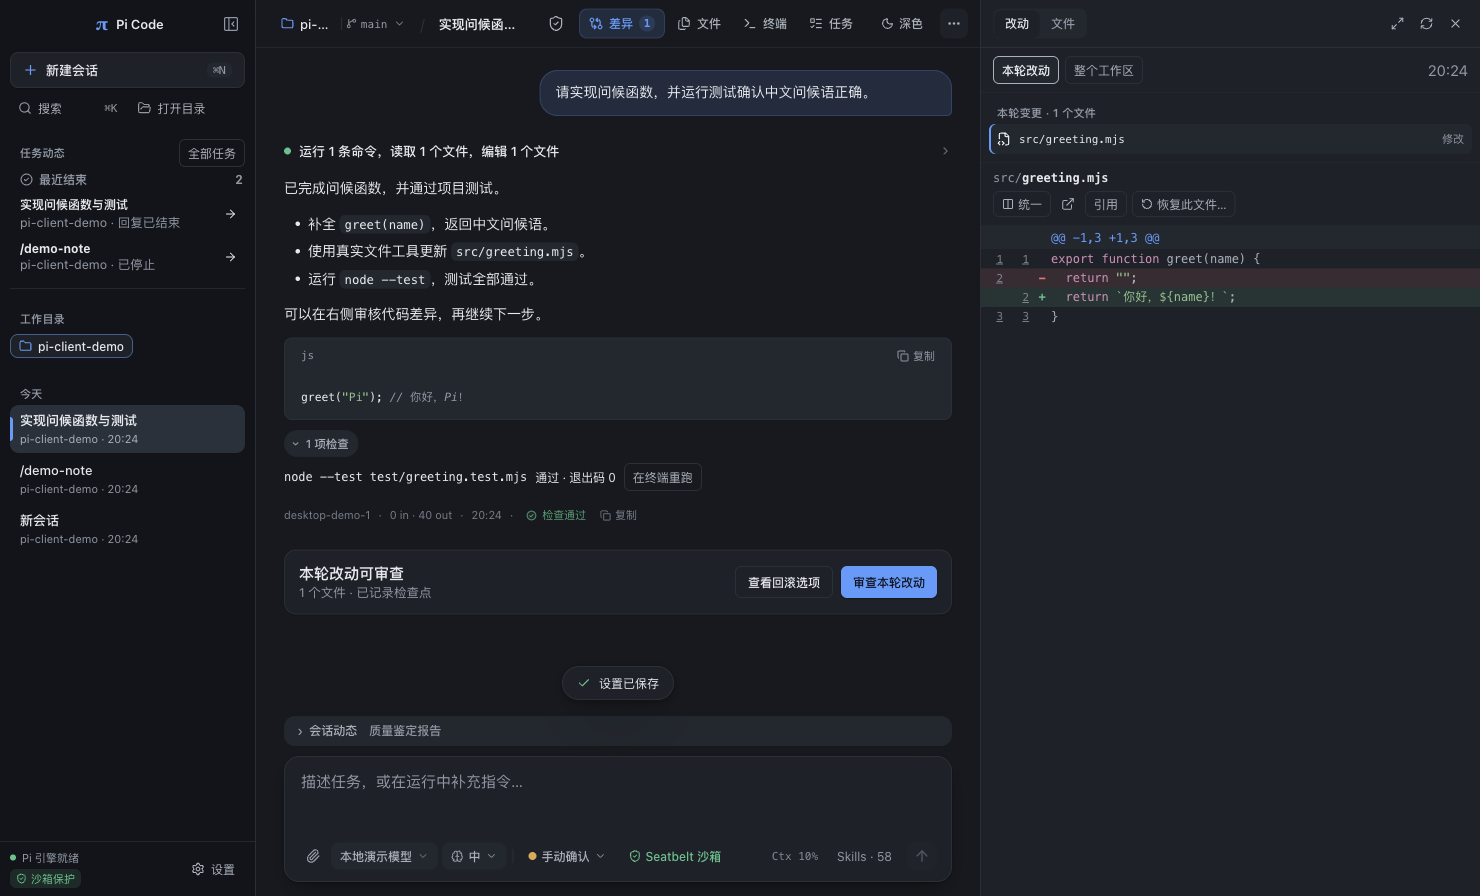 π Pi Code
新建会话 ⌘N
搜索 ⌘K 打开目录
任务动态 全部任务
最近结束 2
实现问候函数与测试
pi-client-demo · 回复已结束
/demo-note
pi-client-demo · 已停止
工作目录
pi-client-demo
今天
实现问候函数与测试
pi-client-demo · 20:24
/demo-note
pi-client-demo · 20:24
新会话
pi-client-demo · 20:24
Pi 引擎就绪
沙箱保护
设置
pi-... main / 实现问候函... 差异 1 文件 终端 任务 深色 ...
请实现问候函数，并运行测试确认中文问候语正确。
运行 1 条命令，读取 1 个文件，编辑 1 个文件
已完成问候函数，并通过项目测试。
• 补全 greet(name)，返回中文问候语。
• 使用真实文件工具更新 src/greeting.mjs。
• 运行 node --test，测试全部通过。
可以在右侧审核代码差异，再继续下一步。
js 复制
greet("Pi"); // 你好，Pi！
1 项检查
node --test test/greeting.test.mjs 通过 · 退出码 0 在终端重跑
desktop-demo-1 · 0 in · 40 out · 20:24 · 检查通过 复制
本轮改动可审查
1 个文件 · 已记录检查点
查看回滚选项 审查本轮改动
设置已保存
会话动态 质量鉴定报告
描述任务，或在运行中补充指令...
本地演示模型 中 手动确认 Seatbelt 沙箱 Ctx 10% Skills · 58
改动 文件
本轮改动 整个工作区 20:24
本轮变更 · 1 个文件
src/greeting.mjs 修改
src/greeting.mjs
统一 引用 恢复此文件...
@@ -1,3 +1,3 @@
1 1 export function greet(name) {
2 - return "";
2 + return `你好，${name}！`;
3 3 }